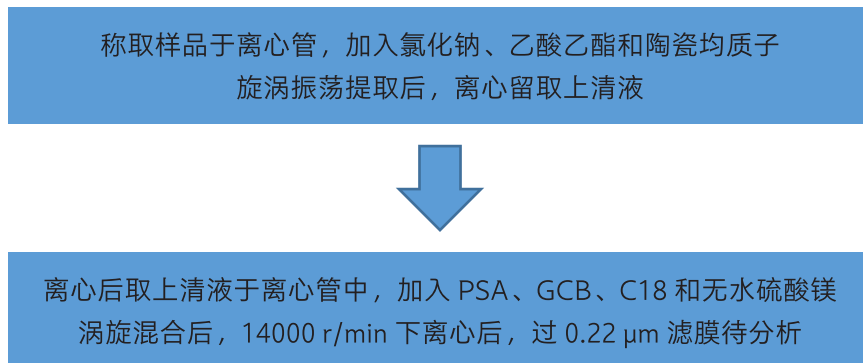 称取样品于离心管，加入氯化钠、乙酸乙酯和陶瓷均质子
旋涡振荡提取后，离心留取上清液
离心后取上清液于离心管中，加入 PSA、GCB、C18 和无水硫酸镁
涡旋混合后，14000 r/min 下离心后，过 0.22 μm 滤膜待分析